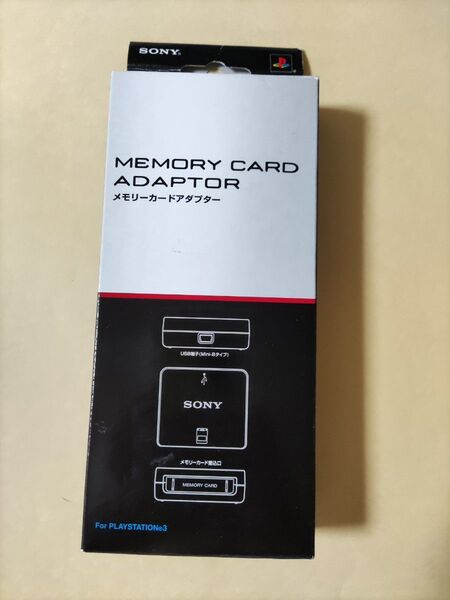 SONY
MEMORY CARD
ADAPTOR
メモリーカードアダプター
USB端子(Mini-Bタイプ)
SONY
メモリーカード差込口
MEMORY CARD
For PLAYSTATION®3